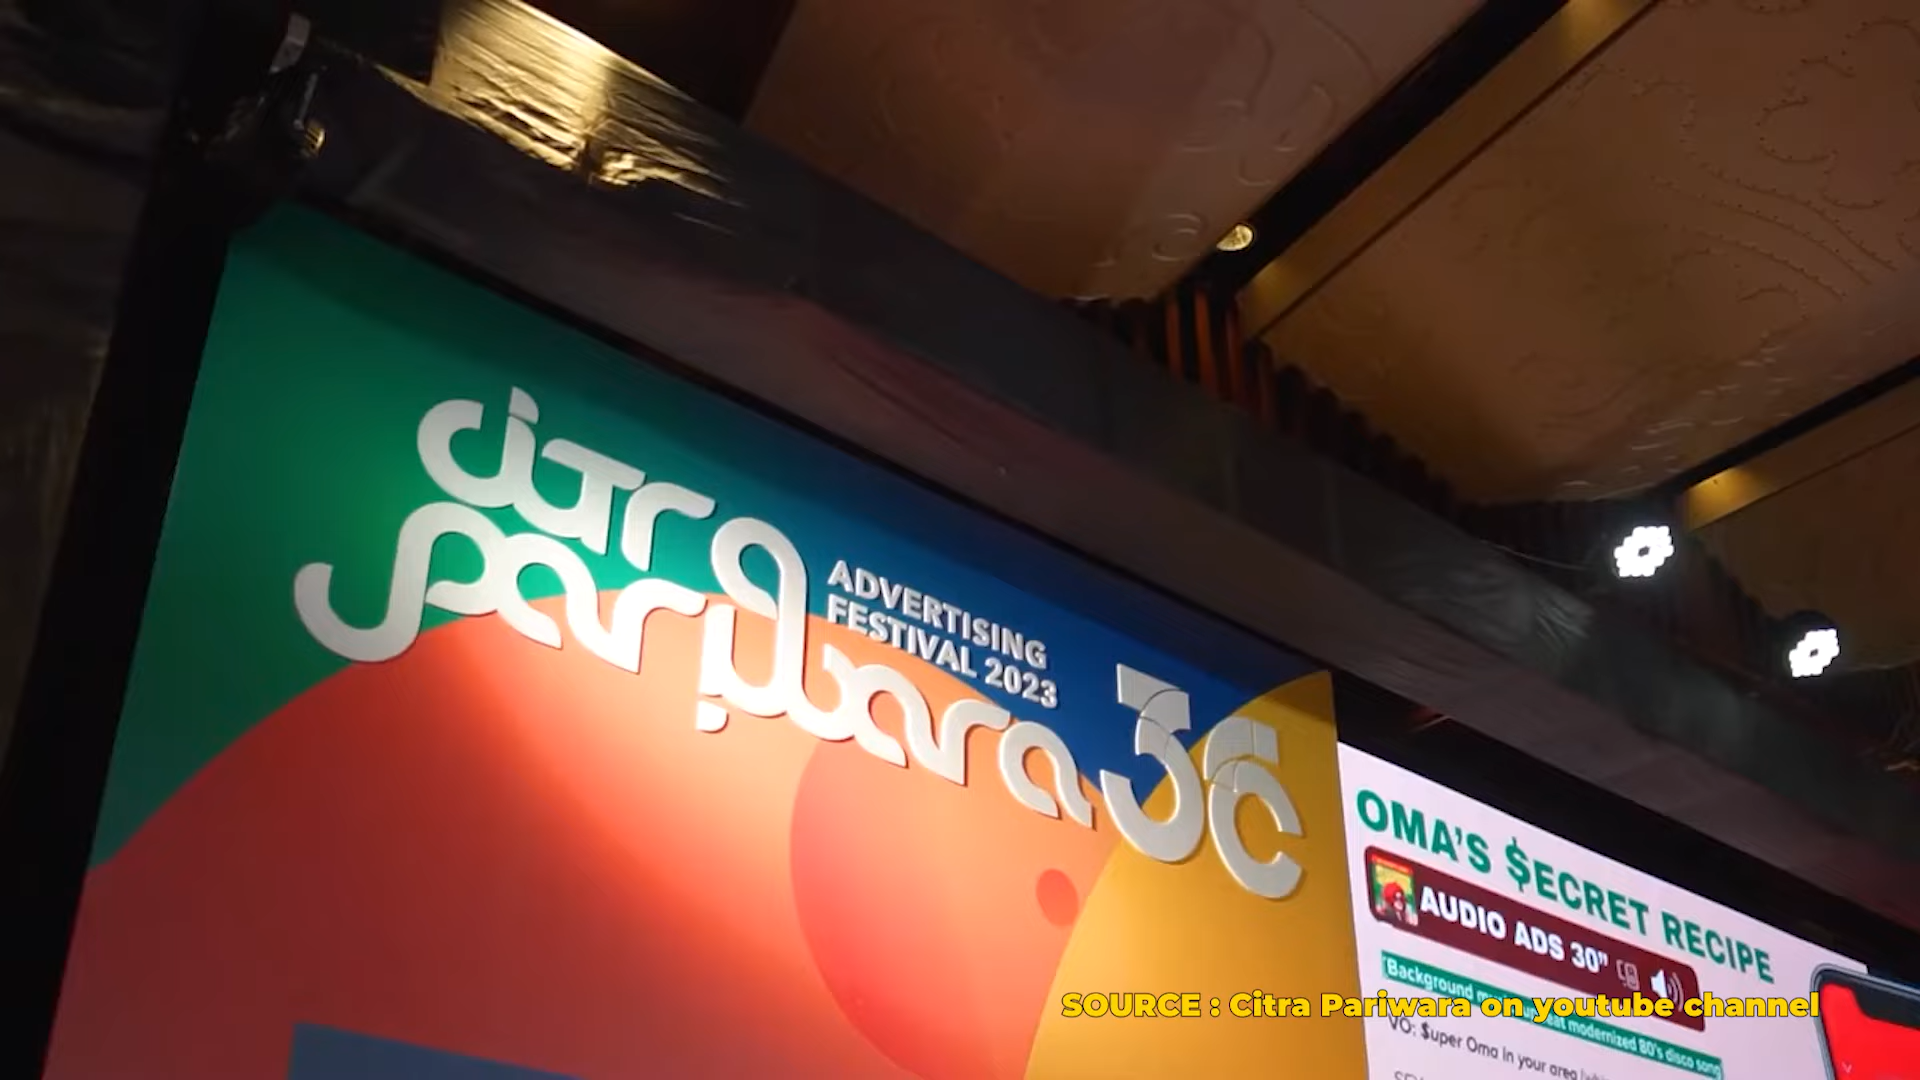 citra
pariwara
ADVERTISING
FESTIVAL 2023
36
OMA'S $ECRET RECIPE
AUDIO ADS 30”
"Background
modernized 80's disco song
VO: $uper Oma in your area
SOURCE : Citra Pariwara on youtube channel